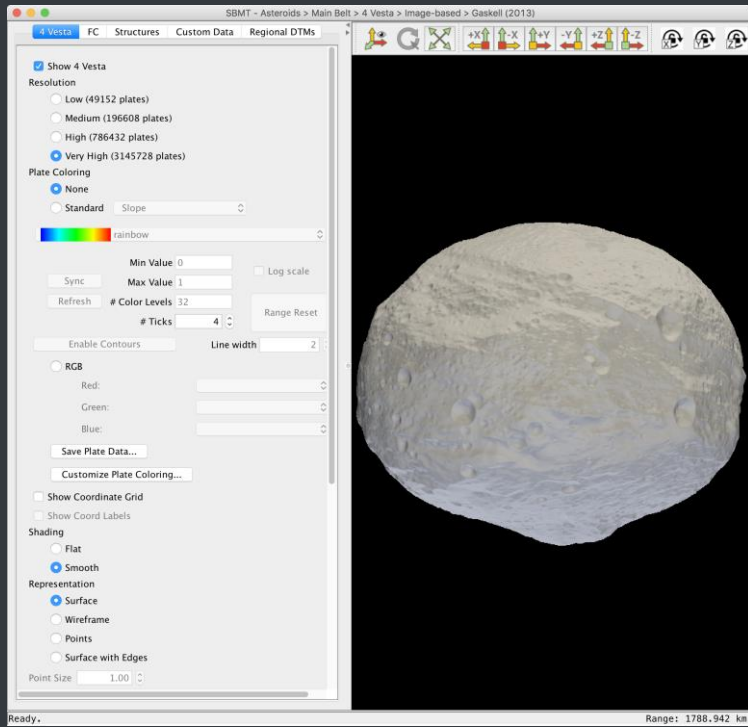 SBMT - Asteroids > Main Belt > 4 Vesta > Image-based > Gaskell (2013)
4 Vesta FC Structures Custom Data Regional DTMs
+X -X +Y -Y +Z -Z X Y Z
Show 4 Vesta
Resolution
Low (49152 plates)
Medium (196608 plates)
High (786432 plates)
Very High (3145728 plates)
Plate Coloring
None
Standard Slope
rainbow
Min Value 0
Log scale
Sync Max Value 1
Refresh # Color Levels 32
Range Reset
# Ticks 4
Enable Contours Line width 2
RGB
Red:
Green:
Blue:
Save Plate Data...
Customize Plate Coloring...
Show Coordinate Grid
Show Coord Labels
Shading
Flat
Smooth
Representation
Surface
Wireframe
Points
Surface with Edges
Point Size 1.00
Ready. Range: 1788.942 km